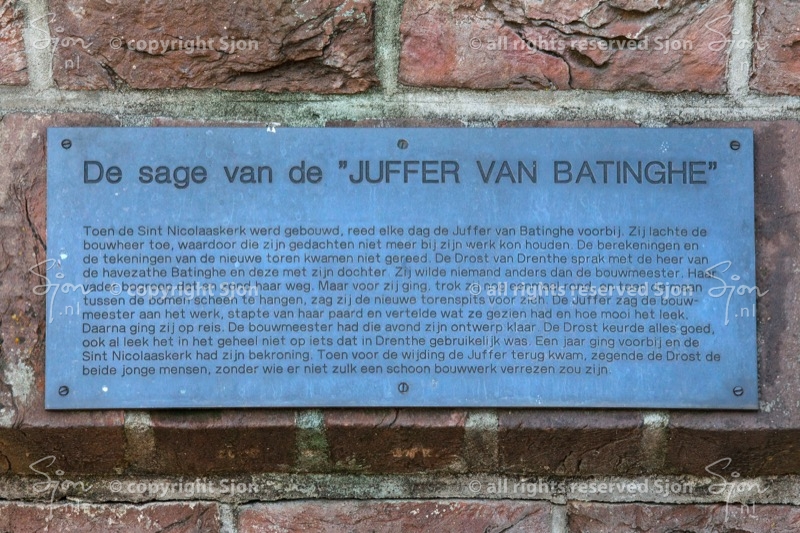 Sjon .nl © copyright Sjon © all rights reserved Sjon Sjon .nl
De sage van de "JUFFER VAN BATINGHE"
Toen de Sint Nicolaaskerk werd gebouwd, reed elke dag de Juffer van Batinghe voorbij. Zij lachte de
bouwheer toe, waardoor die zijn gedachten niet meer bij zijn werk kon houden. De berekeningen en
de tekeningen van de nieuwe toren kwamen niet gereed. De Drost van Drenthe sprak met de heer van
de havezathe Batinghe en deze met zijn dochter. Zij wilde niemand anders dan de bouwmeester. Haar
vader
tussen de bomen scheen te hangen, zag zij de nieuwe torenspits voor zich. De Juffer zag de bouw-
meester aan het werk, stapte van haar paard en vertelde wat ze gezien had en hoe mooi het leek.
Daarna ging zij op reis. De bouwmeester had die avond zijn ontwerp klaar. De Drost keurde alles goed,
ook al leek het in het geheel niet op iets dat in Drenthe gebruikelijk was. Een jaar ging voorbij en de
Sint Nicolaaskerk had zijn bekroning. Toen voor de wijding de Juffer terug kwam, zegende de Drost de
beide jonge mensen, zonder wie er niet zulk een schoon bouwwerk verrezen zou zijn.
Sjon .nl © copyright Sjon © all rights reserved Sjon Sjon .nl